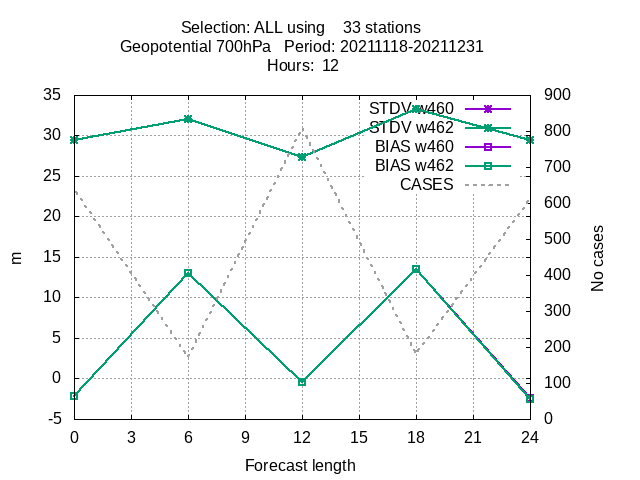 Selection: ALL using    33 stations
Geopotential 700hPa   Period: 20211118-20211231
Hours:  12
35
30
25
20
15
10
5
0
-5
m
STDV w460
STDV w462
BIAS w460
BIAS w462
CASES
900
800
700
600
500
400
300
200
100
0
No cases
0 3 6 9 12 15 18 21 24
Forecast length